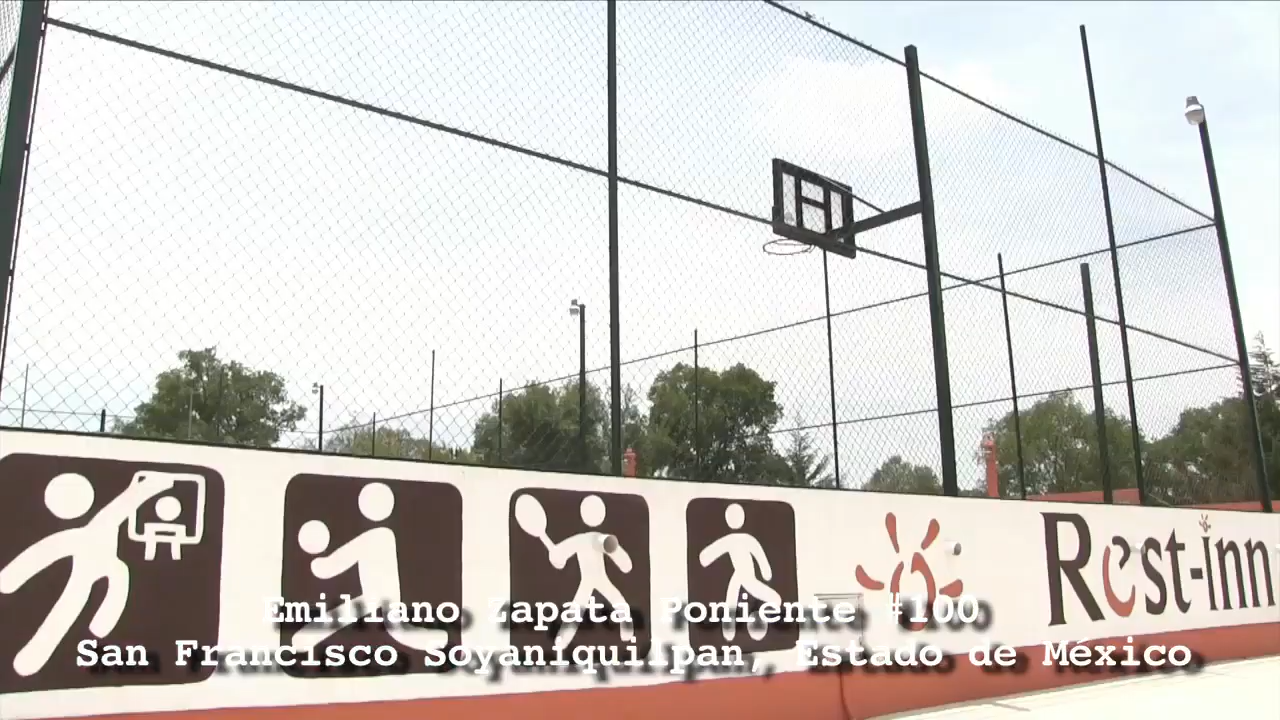 Rest-inn
Emiliano Zapata Poniente #100
San Francisco Soyaniquilpan, Estado de México